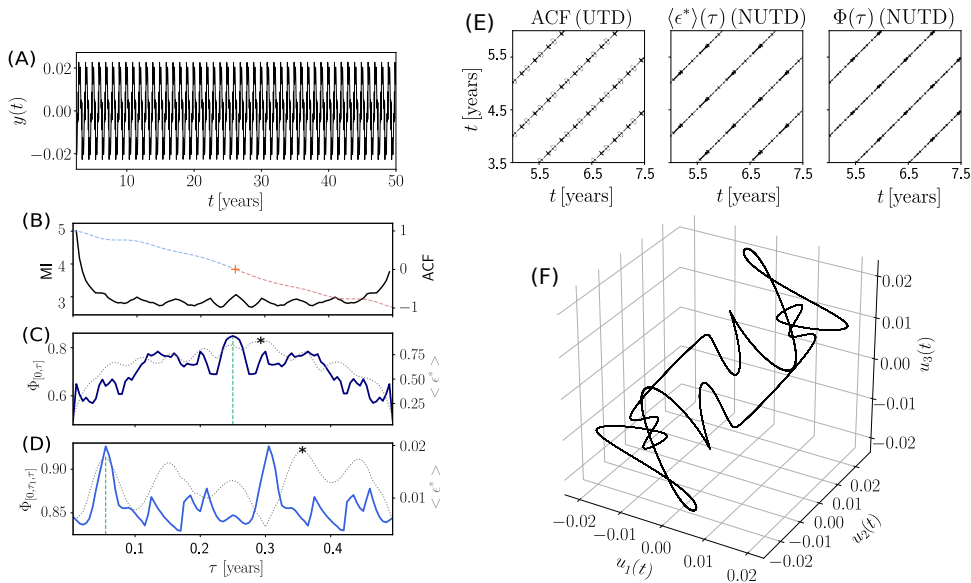 (A)
y(t)
0.02
0.00
−0.02
10
20
30
40
50
t [years]
(B)
MI
5
4
3
1
0
−1
ACF
(C)
Φ[0,τ]
0.8
0.6
*
0.75
0.50
0.25
< ϵ* >
(D)
Φ[0,τ1,τ]
0.90
0.85
*
0.02
0.01
< ϵ* >
0.1
0.2
0.3
0.4
τ [years]
(E)
ACF (UTD)
⟨ϵ*⟩(τ) (NUTD)
Φ(τ) (NUTD)
t [years]
5.5
4.5
3.5
5.5
6.5
7.5
5.5
6.5
7.5
5.5
6.5
7.5
t [years]
t [years]
t [years]
(F)
0.02
0.01
0.00
−0.01
−0.02
u3(t)
−0.02
−0.01
0.00
0.01
0.02
u1(t)
0.02
0.01
0.00
−0.01
−0.02
u2(t)